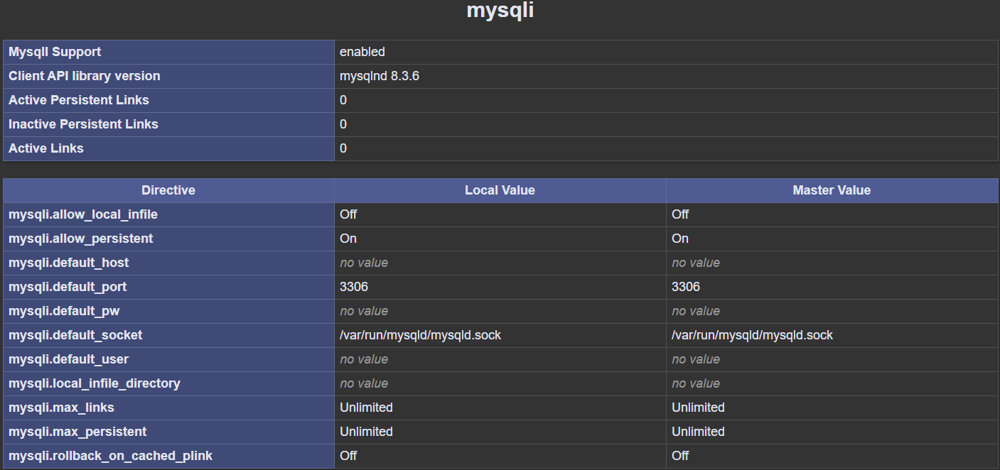 mysqli
MysqlI Support enabled
Client API library version mysqlnd 8.3.6
Active Persistent Links 0
Inactive Persistent Links 0
Active Links 0
Directive Local Value Master Value
mysqli.allow_local_infile Off Off
mysqli.allow_persistent On On
mysqli.default_host no value no value
mysqli.default_port 3306 3306
mysqli.default_pw no value no value
mysqli.default_socket /var/run/mysqld/mysqld.sock /var/run/mysqld/mysqld.sock
mysqli.default_user no value no value
mysqli.local_infile_directory no value no value
mysqli.max_links Unlimited Unlimited
mysqli.max_persistent Unlimited Unlimited
mysqli.rollback_on_cached_plink Off Off